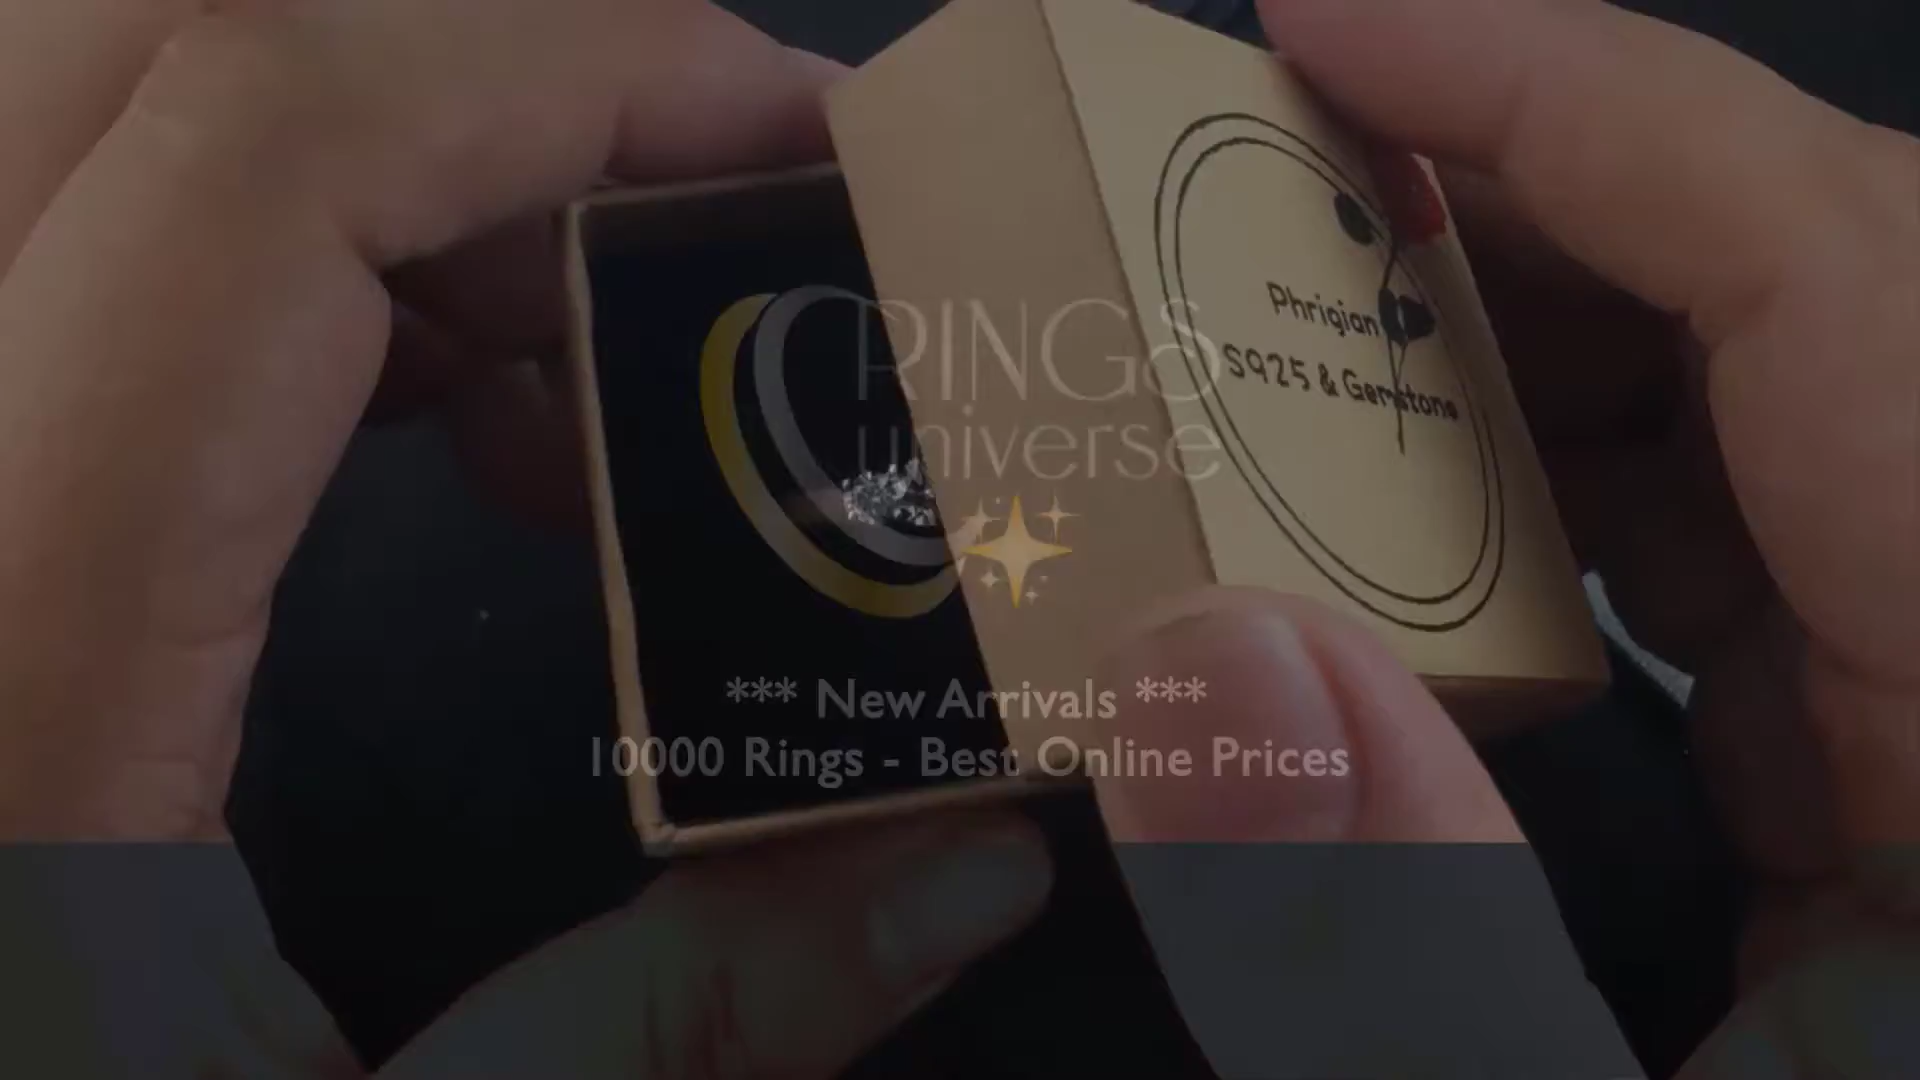 RINGS
universe
Phrigian
S925 & Gemstone
*** New Arrivals ***
10000 Rings - Best Online Prices